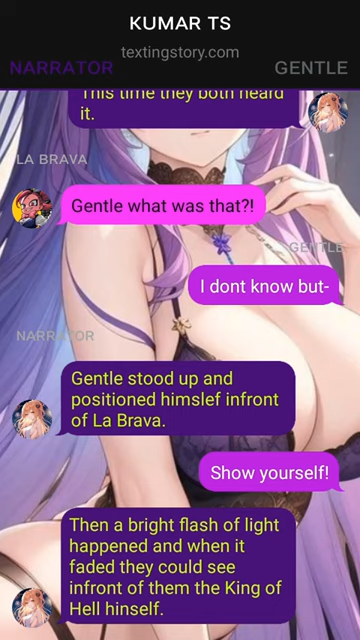 KUMAR TS
textingstory.com
NARRATOR
GENTLE
This time they both heard
it.
LA BRAVA
Gentle what was that?!
GENTLE
I dont know but-
NARRATOR
Gentle stood up and
positioned himslef infront
of La Brava.
Show yourself!
Then a bright flash of light
happened and when it
faded they could see
infront of them the King of
Hell hinself.